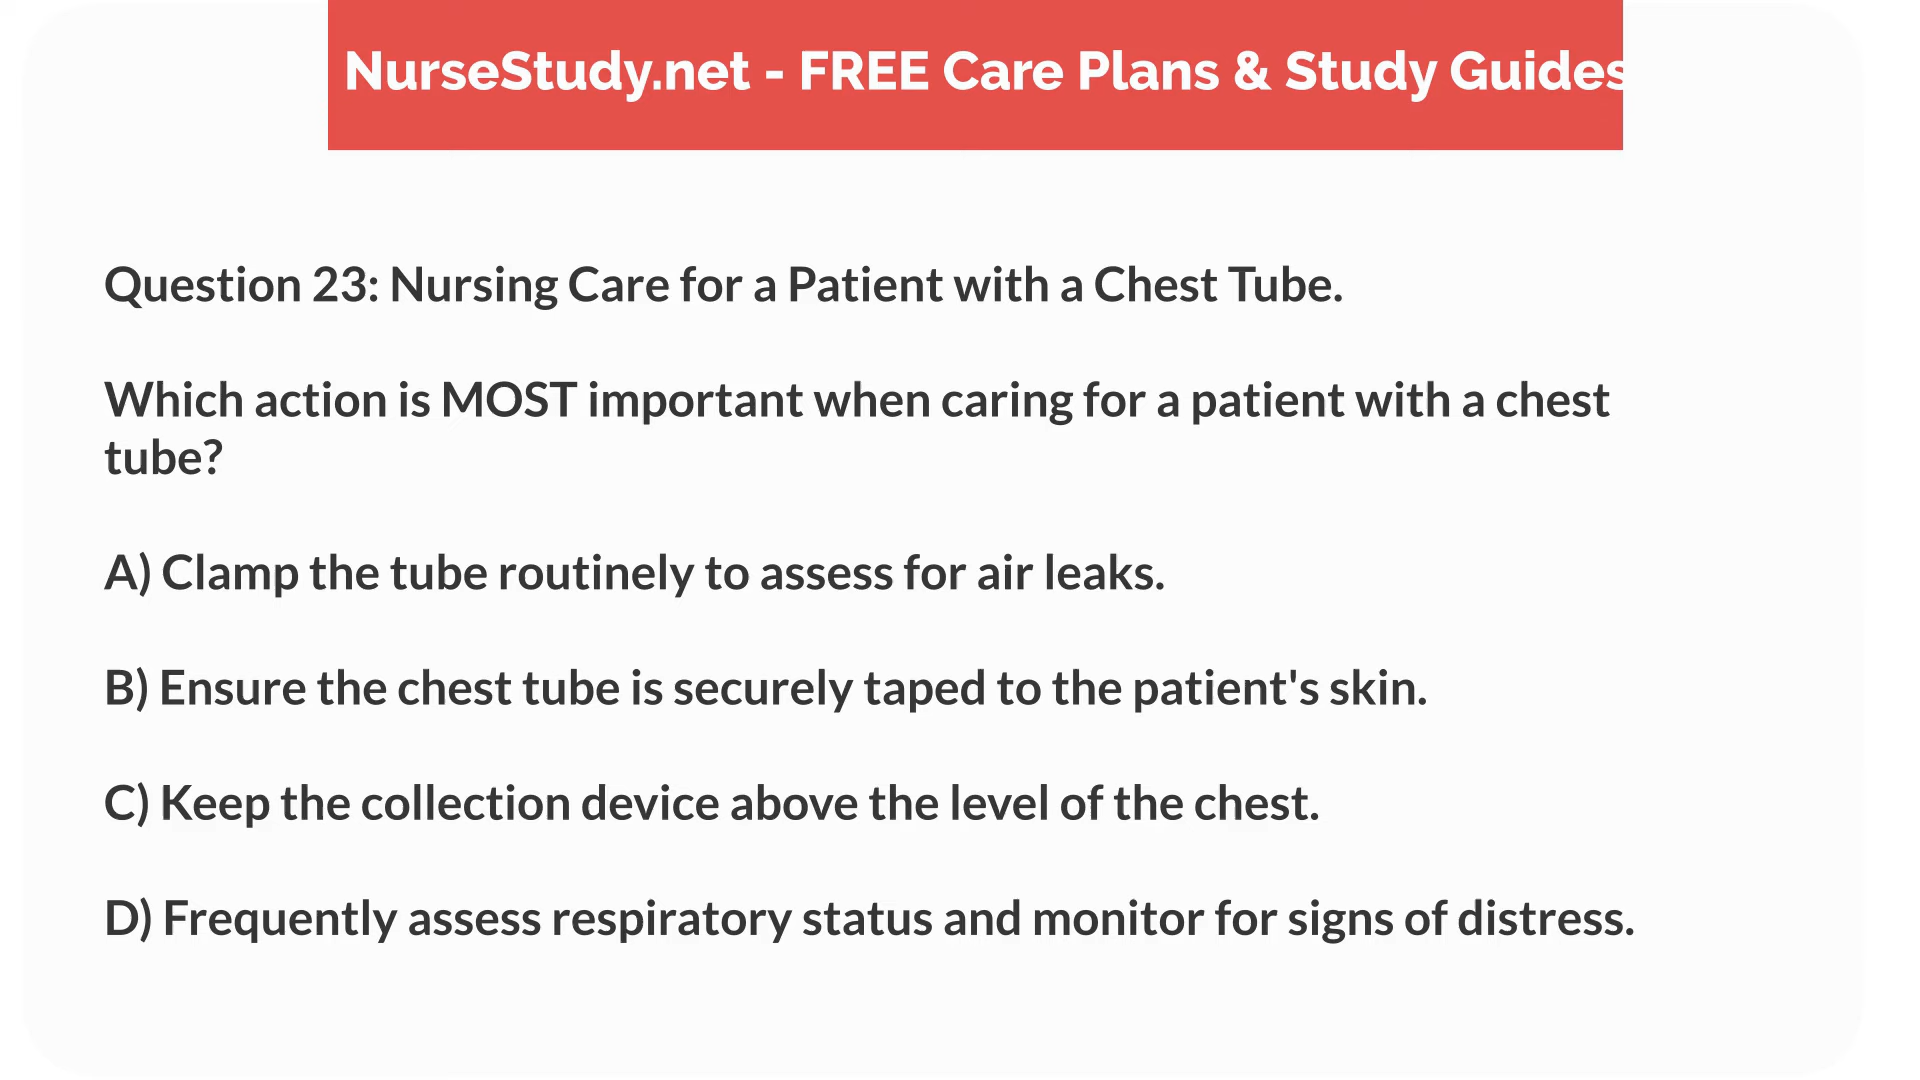 NurseStudy.net - FREE Care Plans & Study Guides
Question 23: Nursing Care for a Patient with a Chest Tube.
Which action is MOST important when caring for a patient with a chest
tube?
A) Clamp the tube routinely to assess for air leaks.
B) Ensure the chest tube is securely taped to the patient's skin.
C) Keep the collection device above the level of the chest.
D) Frequently assess respiratory status and monitor for signs of distress.